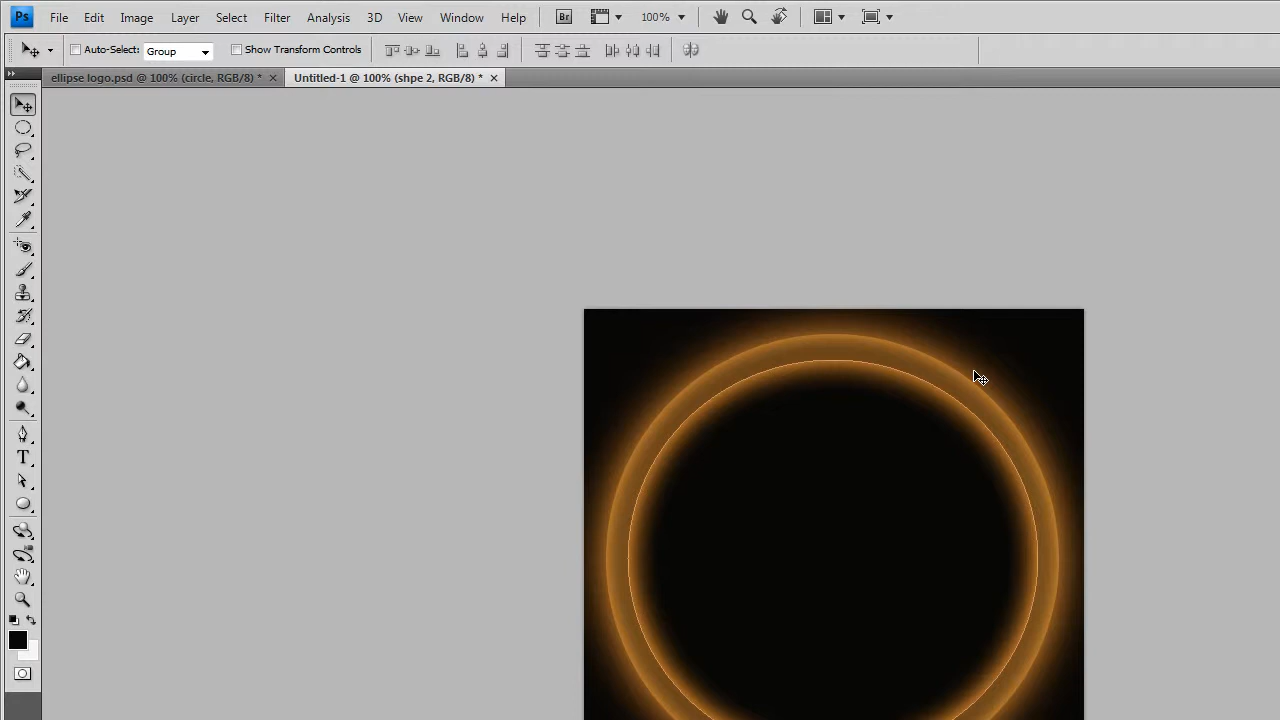 Ps File Edit Image Layer Select Filter Analysis 3D View Window Help Br 100%
Auto-Select: Group Show Transform Controls
ellipse logo.psd @ 100% (circle, RGB/8) * Untitled-1 @ 100% (shpe 2, RGB/8) *
T